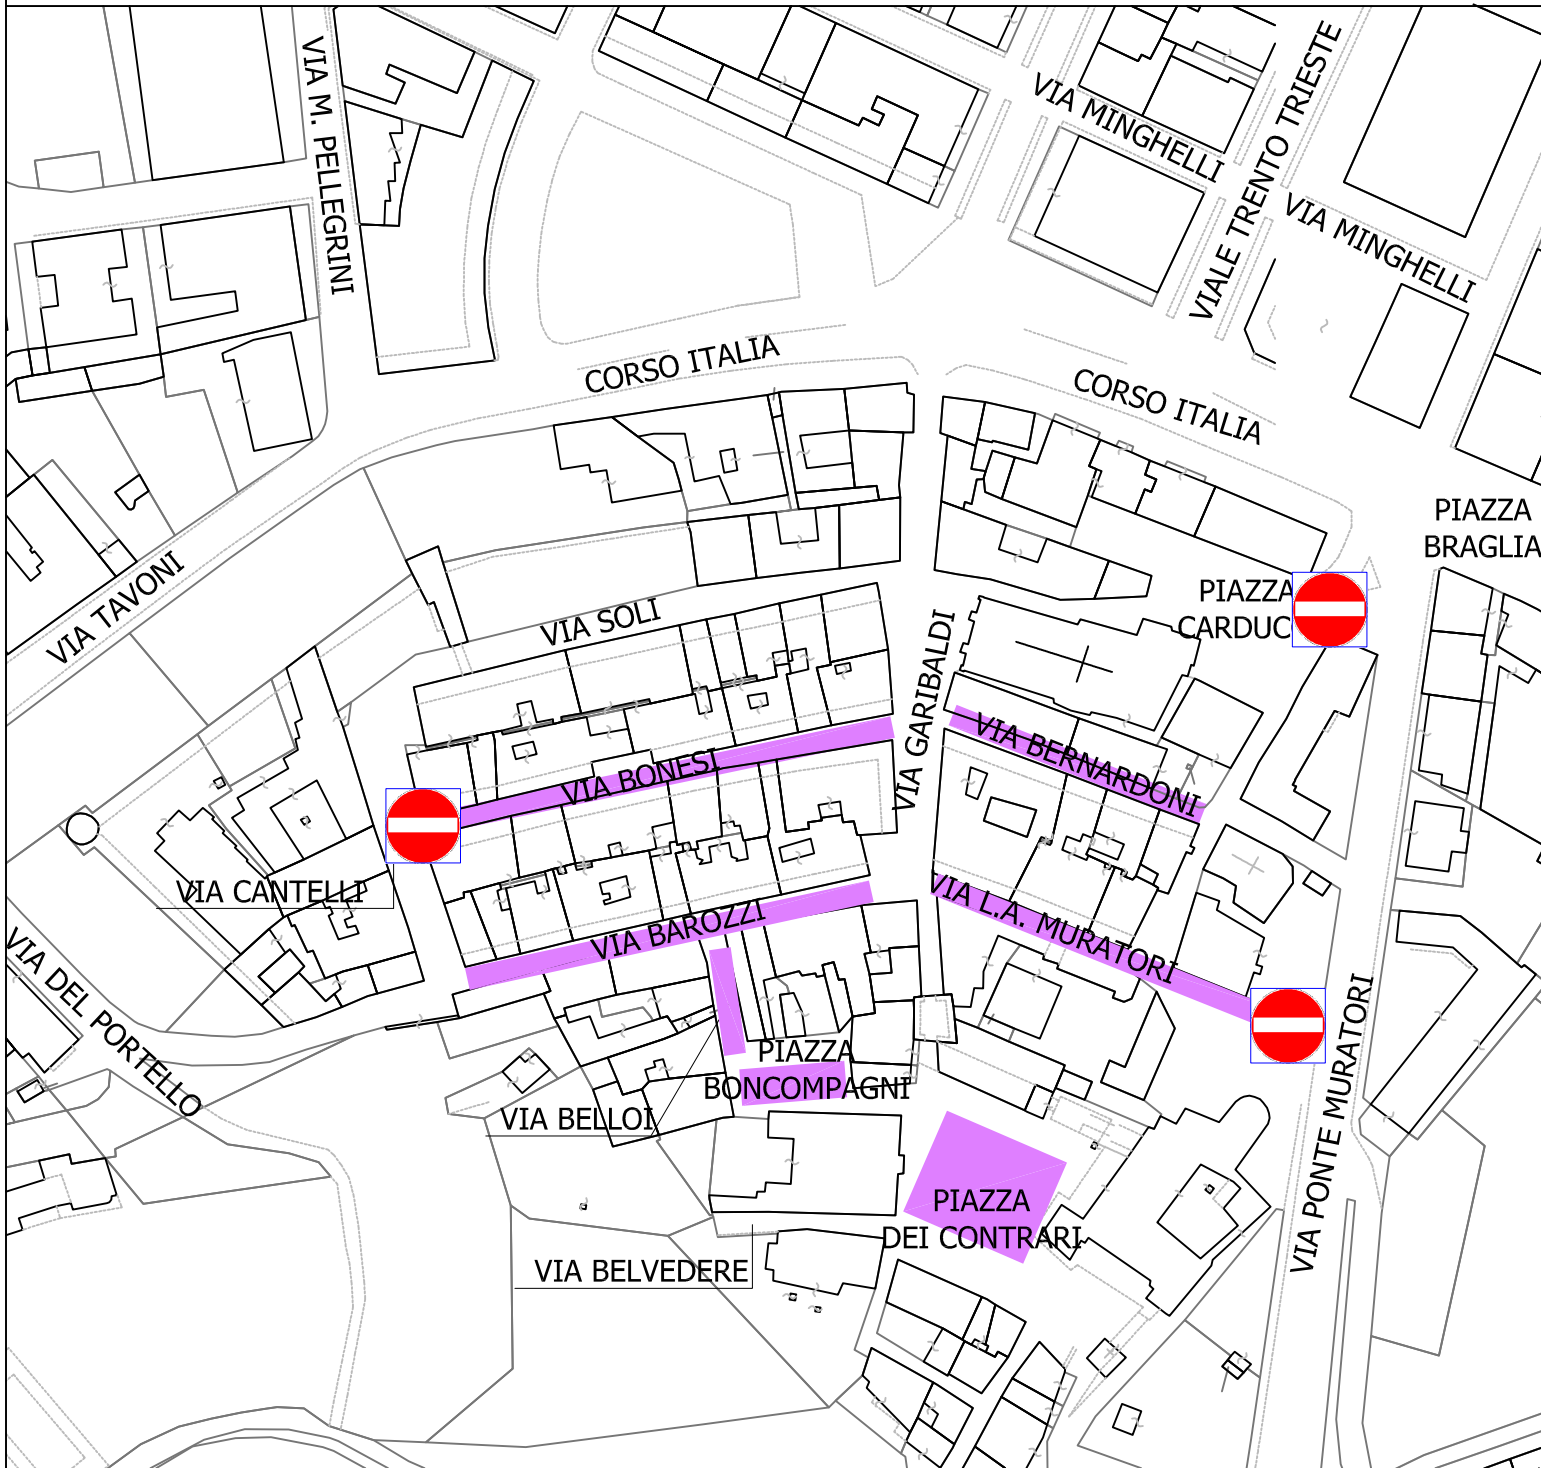 VIA M. PELLEGRINI
VIA MINGHELLI
VIALE TRENTO TRIESTE
VIA MINGHELLI
CORSO ITALIA
CORSO ITALIA
PIAZZA
BRAGLIA
VIA TAVONI
VIA SOLI
PIAZZA
CARDUC
VIA GARIBALDI
VIA BONESI
VIA BERNARDONI
VIA CANTELLI
VIA BAROZZI
VIA L.A. MURATORI
VIA DEL PORTELLO
PIAZZA
BONCOMPAGNI
VIA BELLOI
VIA PONTE MURATORI
PIAZZA
DEI CONTRARI
VIA BELVEDERE